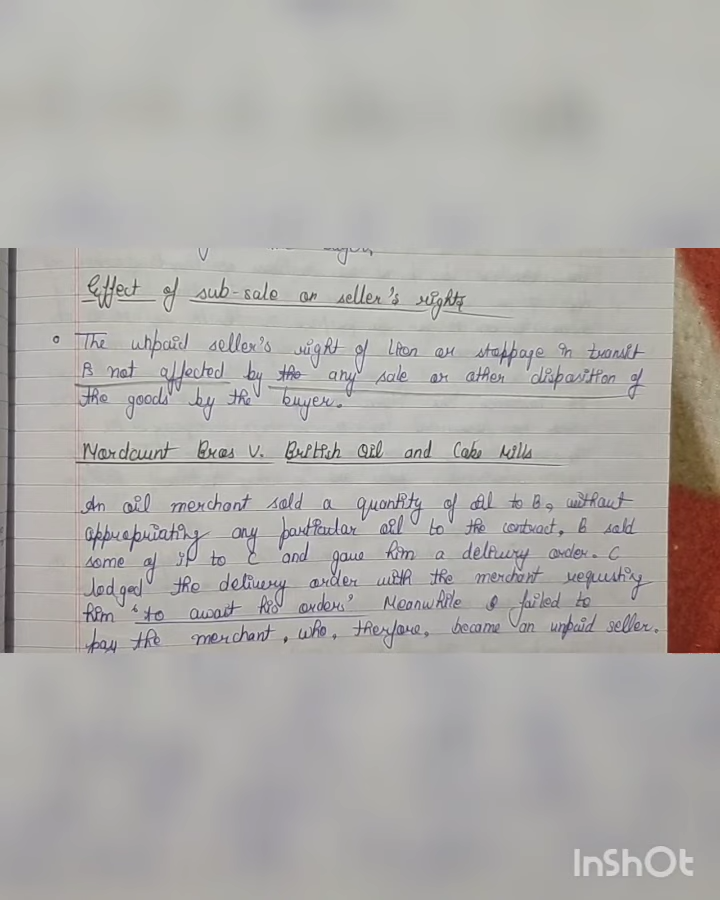 Effect of sub-sale on seller's rights
The unpaid seller's right of lien or stoppage in transit
is not affected by the any sale or other disposition of
the goods by the buyer.
Mordaunt Bros V. British Oil and Cake Mills
An oil merchant sold a quantity of oil to B, without
appropriating any particular oil to the contract, B sold
some of it to C and gave him a delivery order. C
lodged the delivery order with the merchant requesting
him "to await his orders" Meanwhile failed to
pay the merchant, who, therefore, became an unpaid seller.
InShOt